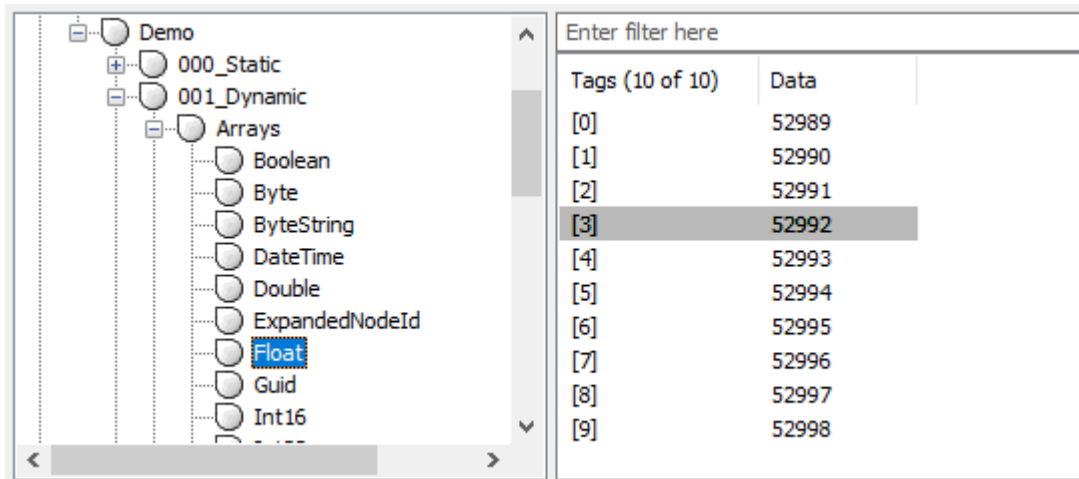 Demo
000_Static
001_Dynamic
Arrays
Boolean
Byte
ByteString
DateTime
Double
ExpandedNodeId
Float
Guid
Int16
Enter filter here
Tags (10 of 10) Data
[0] 52989
[1] 52990
[2] 52991
[3] 52992
[4] 52993
[5] 52994
[6] 52995
[7] 52996
[8] 52997
[9] 52998